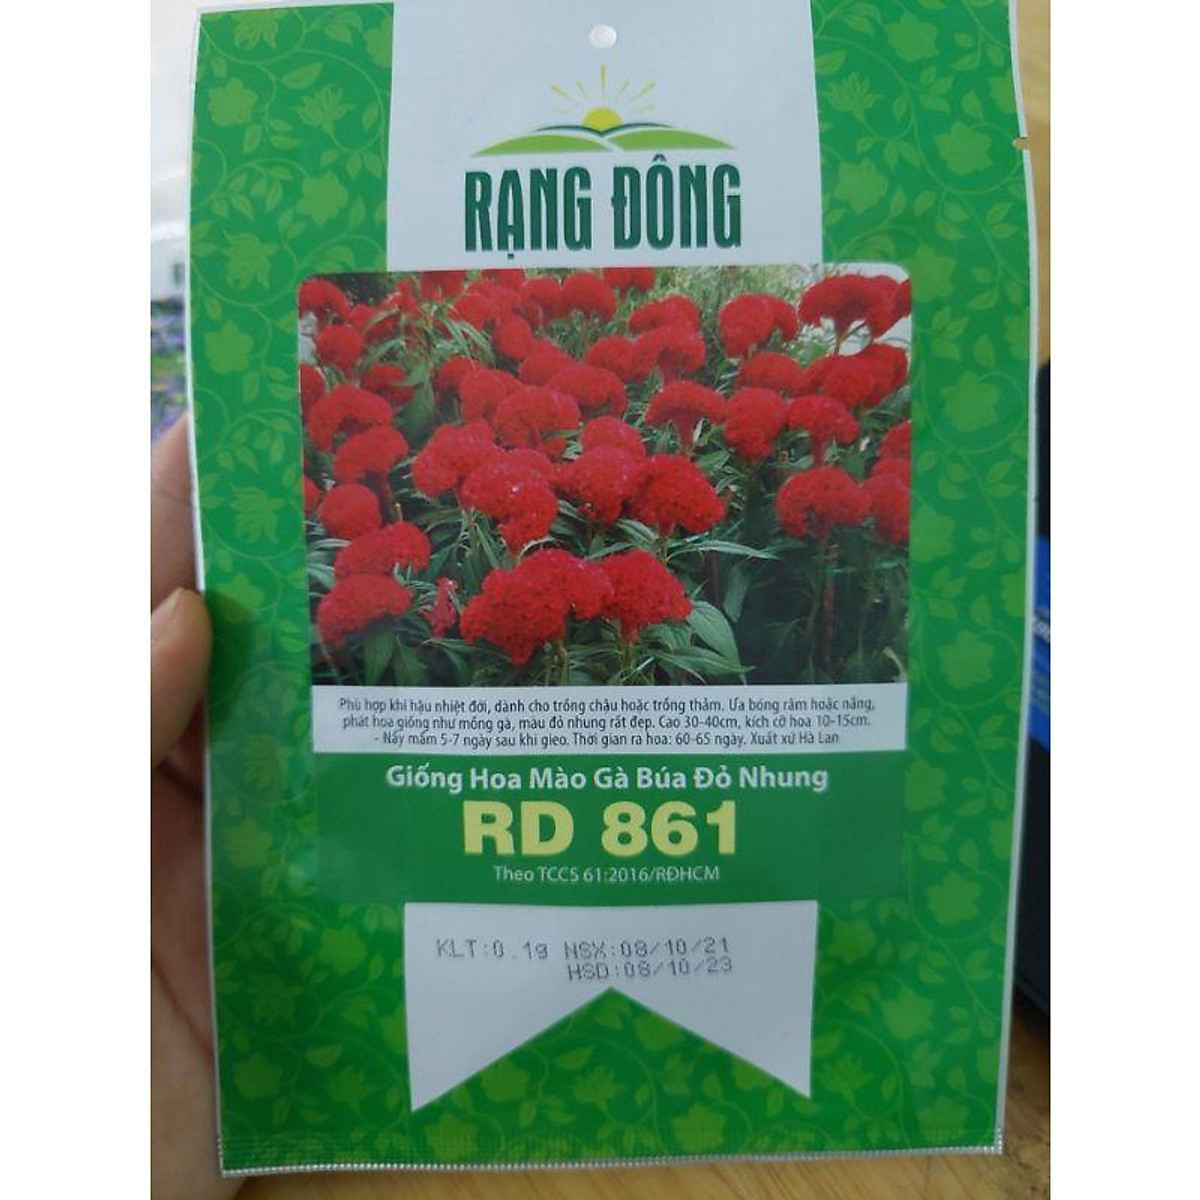 RẠNG ĐÔNG
Phù hợp khí hậu nhiệt đới, dành cho trồng chậu hoặc trồng thảm. Ưa bóng râm hoặc nắng,
phát hoa giống như mồng gà, màu đỏ nhung rất đẹp. Cao 30-40cm, kích cỡ hoa 10-15cm.
- Nẩy mầm 5-7 ngày sau khi gieo. Thời gian ra hoa: 60-65 ngày. Xuất xứ Hà Lan
Giống Hoa Mào Gà Búa Đỏ Nhung
RD 861
Theo TCCS 61:2016/RĐHCM
KLT:0.1g NSX:08/10/21
HSD:08/10/23